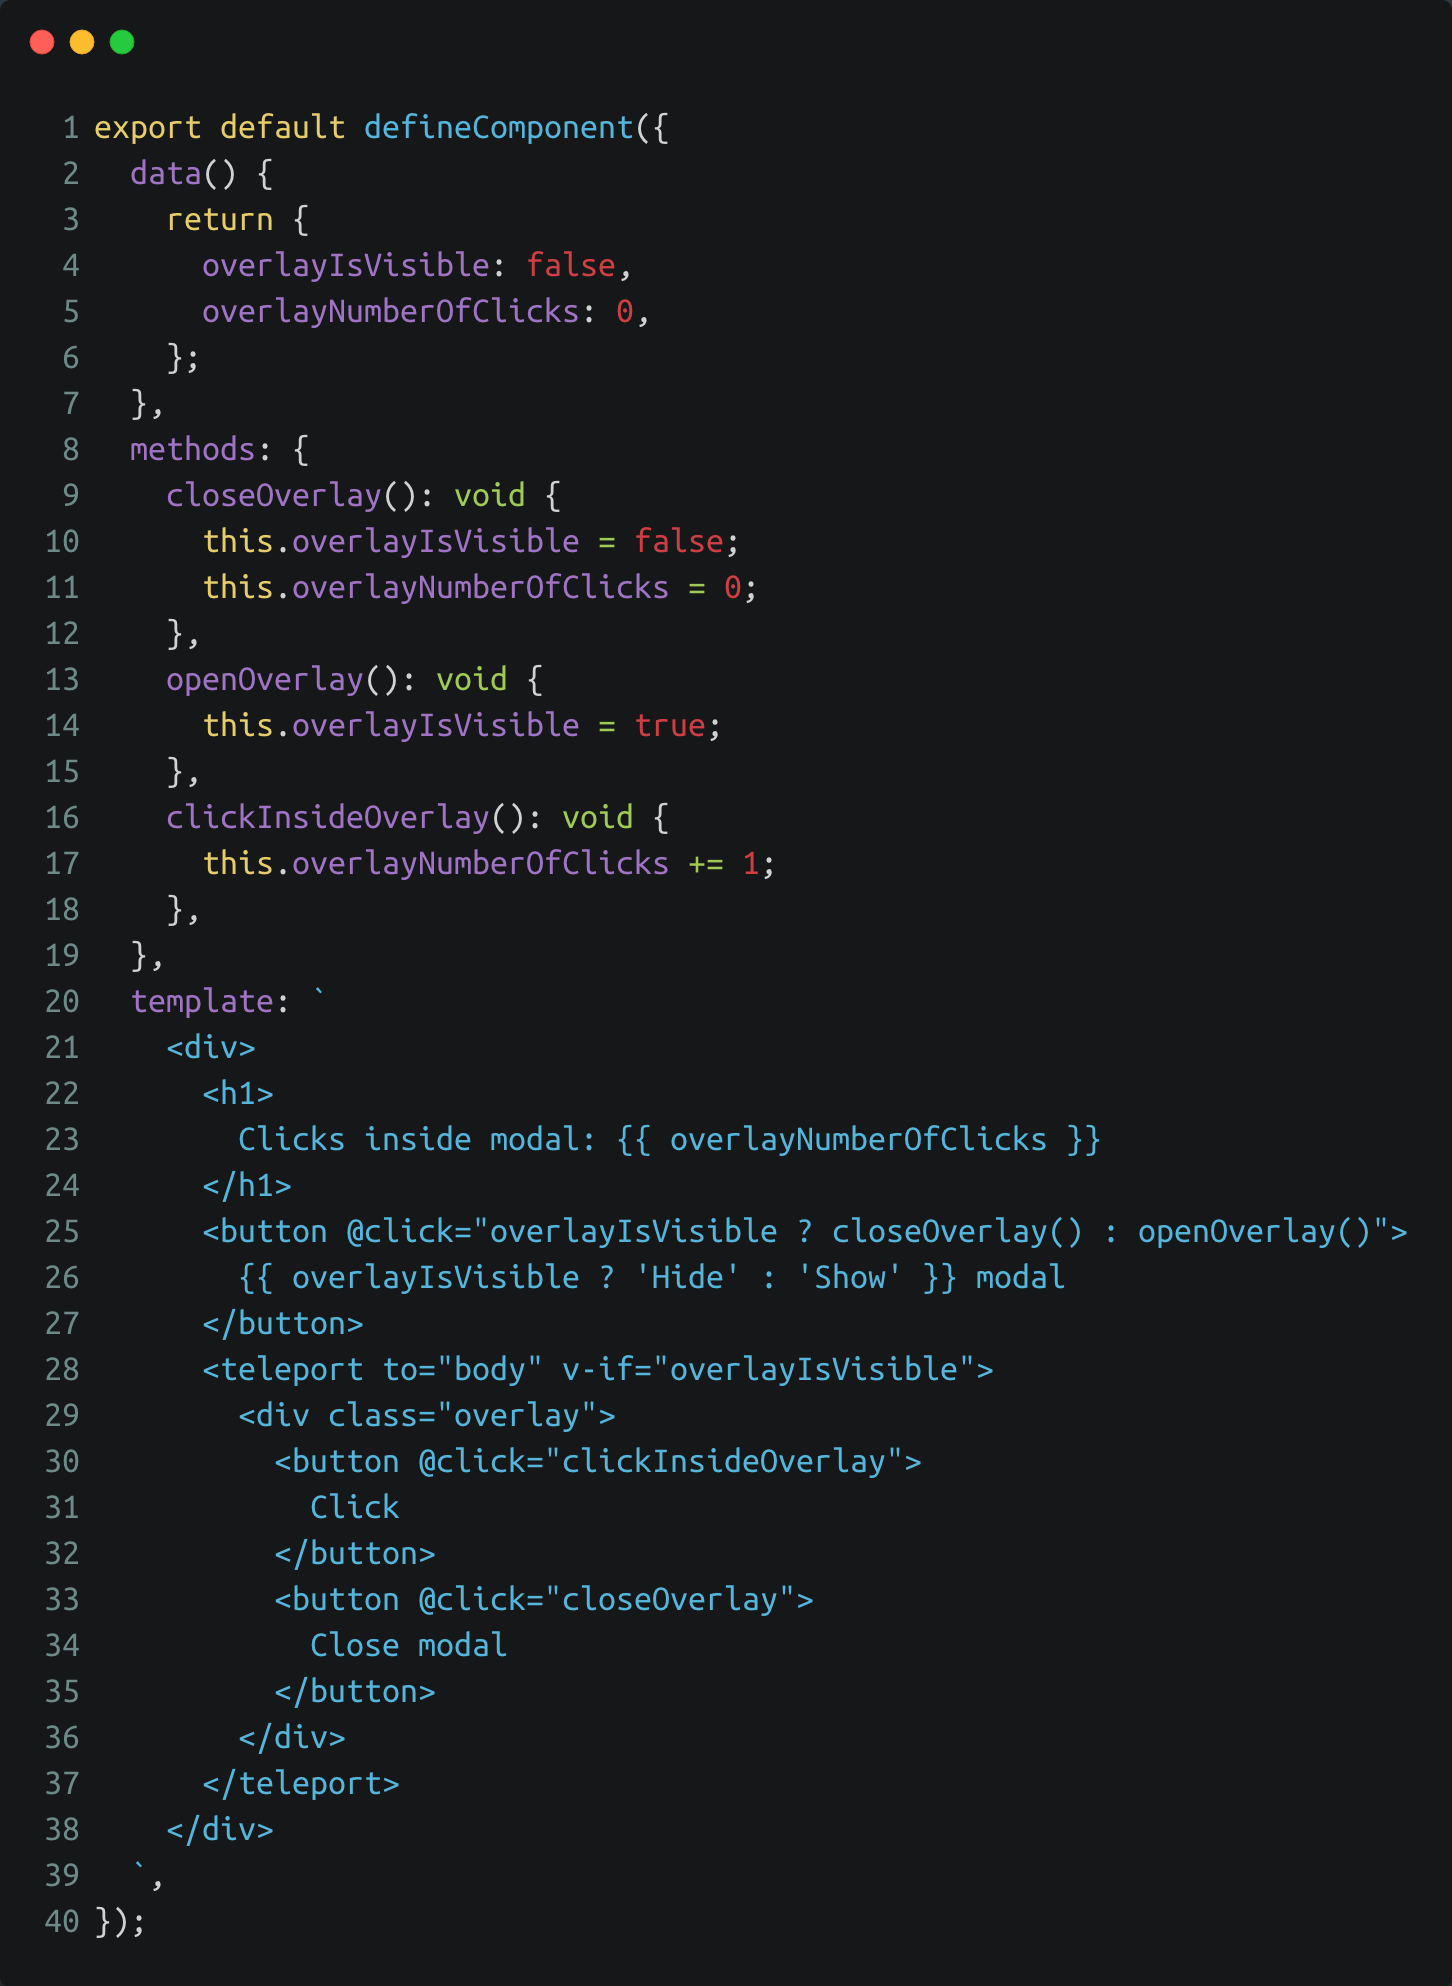 1 export default defineComponent({
2   data() {
3     return {
4       overlayIsVisible: false,
5       overlayNumberOfClicks: 0,
6     };
7   },
8   methods: {
9     closeOverlay(): void {
10       this.overlayIsVisible = false;
11       this.overlayNumberOfClicks = 0;
12     },
13     openOverlay(): void {
14       this.overlayIsVisible = true;
15     },
16     clickInsideOverlay(): void {
17       this.overlayNumberOfClicks += 1;
18     },
19   },
20   template: `
21     <div>
22       <h1>
23         Clicks inside modal: {{ overlayNumberOfClicks }}
24       </h1>
25       <button @click="overlayIsVisible ? closeOverlay() : openOverlay()">
26         {{ overlayIsVisible ? 'Hide' : 'Show' }} modal
27       </button>
28       <teleport to="body" v-if="overlayIsVisible">
29         <div class="overlay">
30           <button @click="clickInsideOverlay">
31             Click
32           </button>
33           <button @click="closeOverlay">
34             Close modal
35           </button>
36         </div>
37       </teleport>
38     </div>
39   `,
40 });